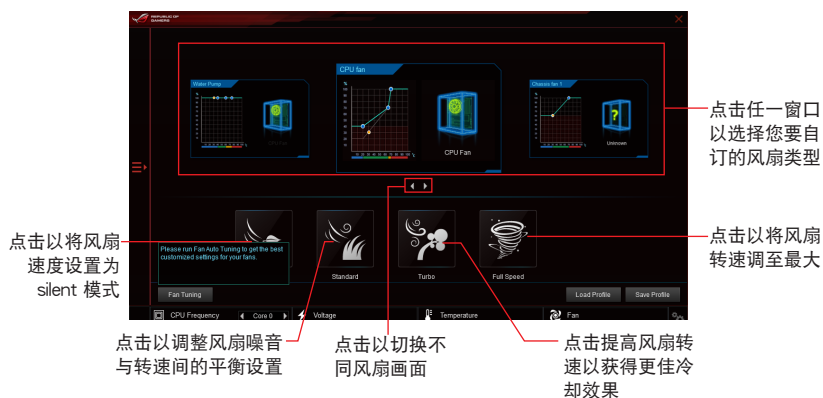 REPUBLIC OF
GAMERS
Water Pump
CPU fan
Chassis fan 1
%
CPU Fan
Unknown
℃
点击任一窗口
以选择您要自
订的风扇类型
点击以将风扇
速度设置为
silent 模式
Please run Fan Auto Tuning to get the best
customized settings for your fans.
Standard
Turbo
Full Speed
点击以将风扇
转速调至最大
Fan Tuning
Load Profile
Save Profile
CPU Frequency
Core 0
Voltage
Temperature
Fan
点击以调整风扇噪音
与转速间的平衡设置
点击以切换不
同风扇画面
点击提高风扇转
速以获得更佳冷
却效果